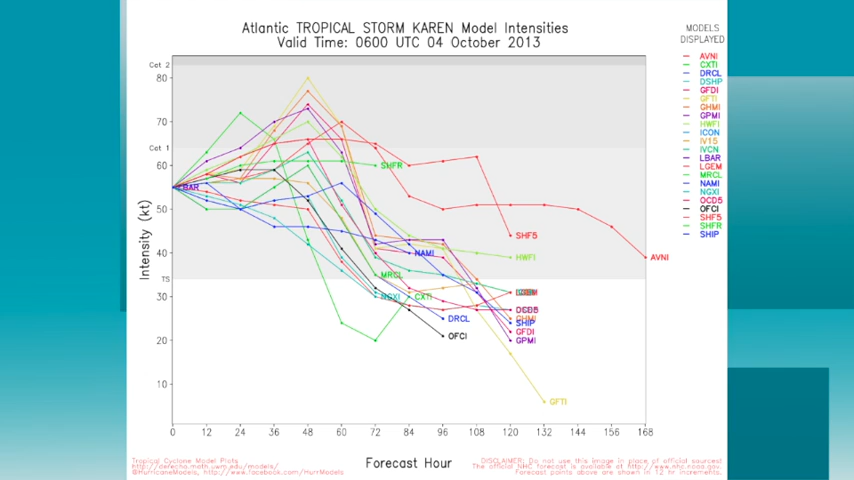 Atlantic TROPICAL STORM KAREN Model Intensities
Valid Time: 0600 UTC 04 October 2013
MODELS
DISPLAYED
AVNI
CXTI
DRCL
DSHP
GFDI
GFTI
GHMI
GPMI
HWFI
ICON
IV15
IVCN
LBAR
LGEM
MRCL
NAMI
NGXI
OCD5
OFCI
SHF5
SHFR
SHIP
Intensity (kt)
Cat 2
80
70
Cat 1
60
50
40
TS
30
20
10
LBAR
SHFR
SHF5
AVNI
HWFI
NAMI
MRCL
NGXI
CXTI
DRCL
OFCI
OCD5
GHMI
SHIP
GFDI
GPMI
GFTI
0 12 24 36 48 60 72 84 96 108 120 132 144 156 168
Forecast Hour
Tropical Cyclone Model Plots
http://derecho.math.uwm.edu/models/
@HurricaneModels, http://www.facebook.com/hurrModels
DISCLAIMER: Do not use this image in place of official sources!
The official NHC forecast is available at http://www.nhc.noaa.gov.
Forecast points above are shown in 12 hr increments.